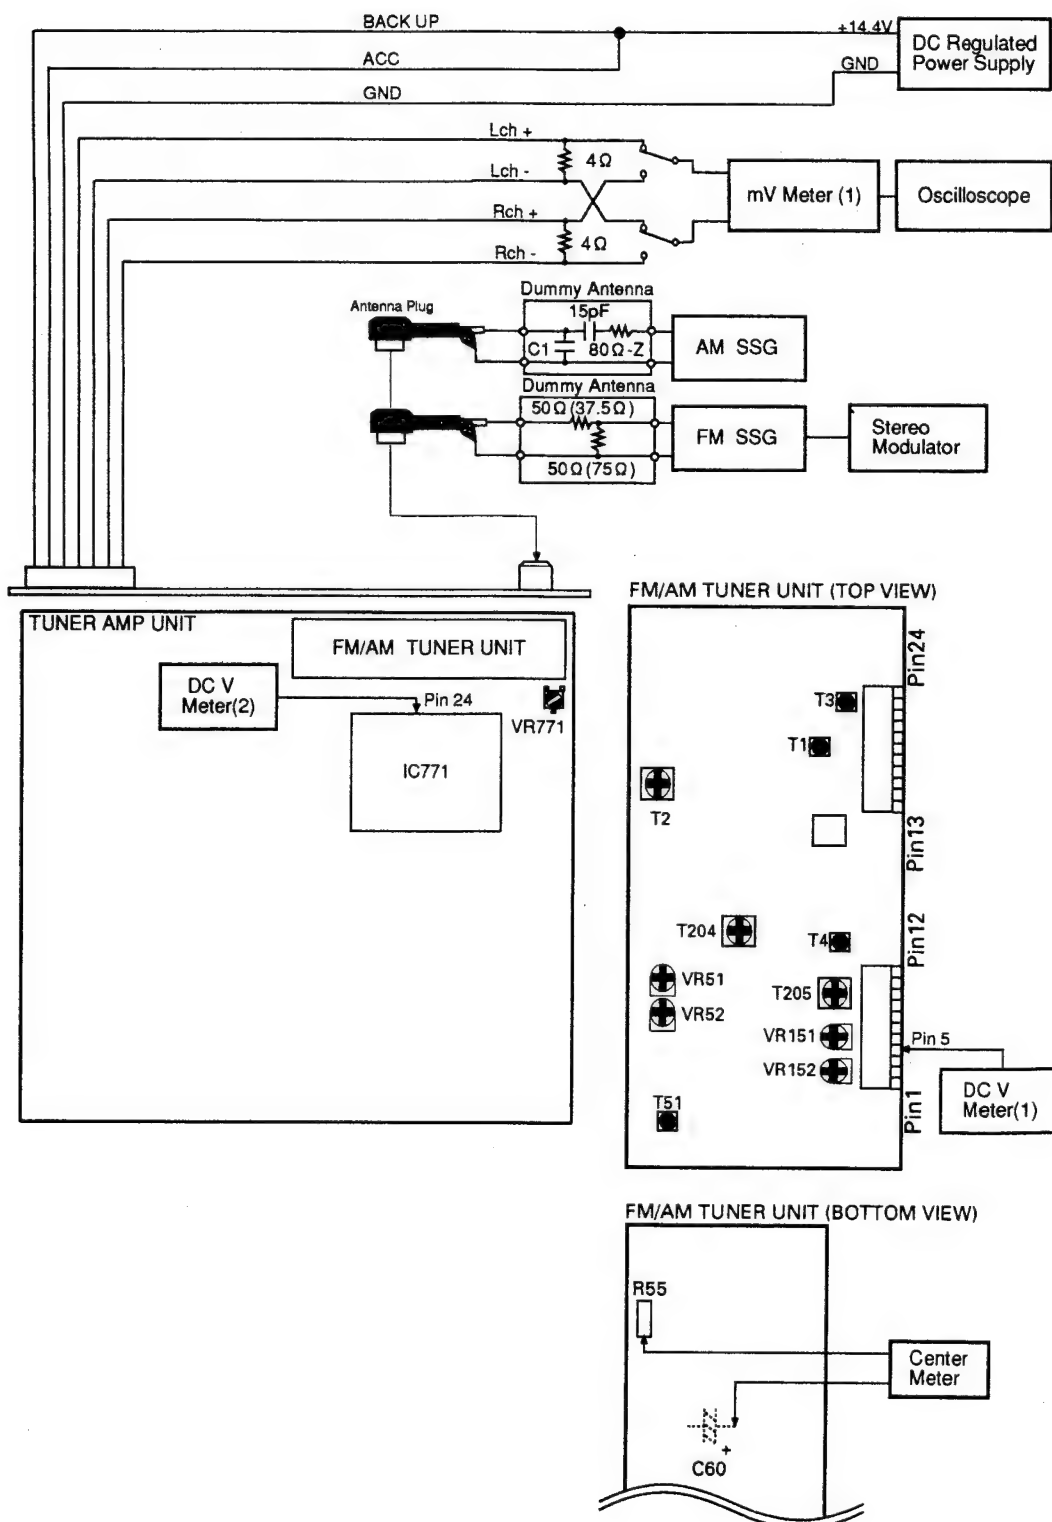 BACK UP
+14.4V
DC Regulated
Power Supply
ACC
GND
GND
Lch +
4Ω
Lch -
mV Meter (1)
Oscilloscope
Rch +
4Ω
Rch -
Dummy Antenna
Antenna Plug
15pF
C1
80Ω-Z
AM SSG
Dummy Antenna
50Ω(37.5Ω)
FM SSG
Stereo
Modulator
50Ω(75Ω)
FM/AM TUNER UNIT (TOP VIEW)
TUNER AMP UNIT
FM/AM TUNER UNIT
DC V
Meter(2)
Pin 24
VR771
IC771
Pin24
T3
T1
T2
Pin13
T204
T4
Pin12
VR51
T205
VR52
VR151
Pin 5
VR152
T51
Pin1
DC V
Meter(1)
FM/AM TUNER UNIT (BOTTOM VIEW)
R55
Center
Meter
+
C60